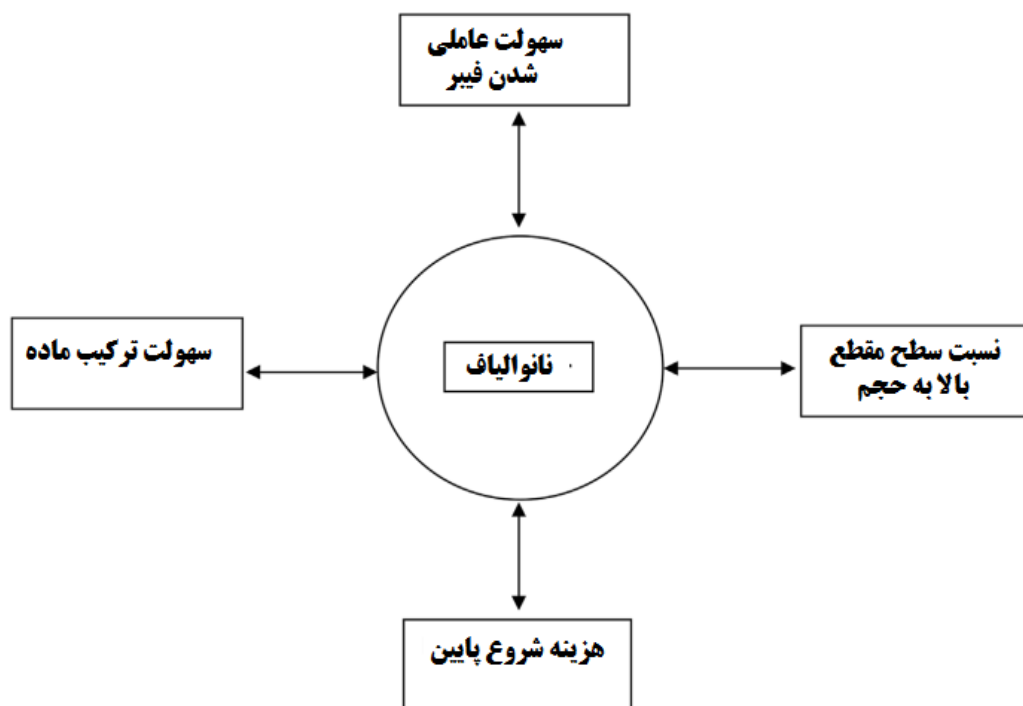 سهولت عاملی
شدن فیبر
سهولت ترکیب ماده
نانوالیاف
نسبت سطح مقطع
بالا به حجم
هزینه شروع پایین